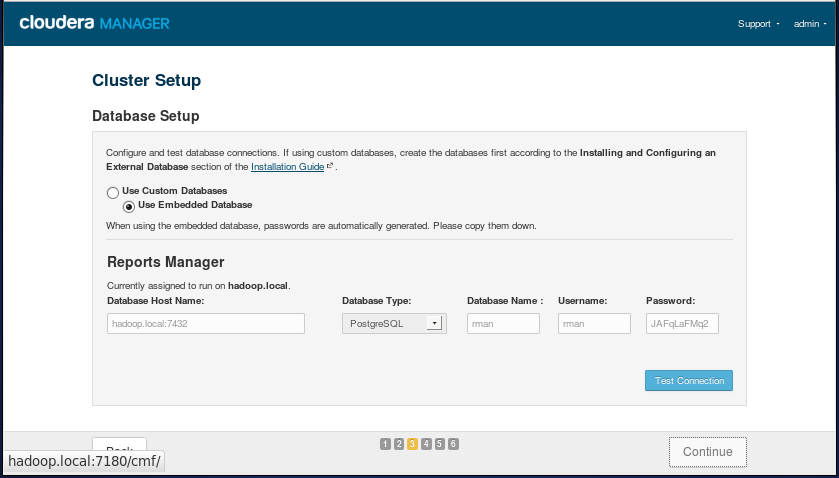 cloudera MANAGER
Support
admin
Cluster Setup
Database Setup
Configure and test database connections. If using custom databases, create the databases first according to the Installing and Configuring an
External Database section of the Installation Guide .
Use Custom Databases
Use Embedded Database
When using the embedded database, passwords are automatically generated. Please copy them down.
Reports Manager
Currently assigned to run on hadoop.local.
Database Host Name: Database Type: Database Name : Username: Password:
hadoop.local:7432 PostgreSQL rman rman JAFqLaFMq2
Test Connection
Back 1 2 3 4 5 6 Continue
hadoop.local:7180/cmf/